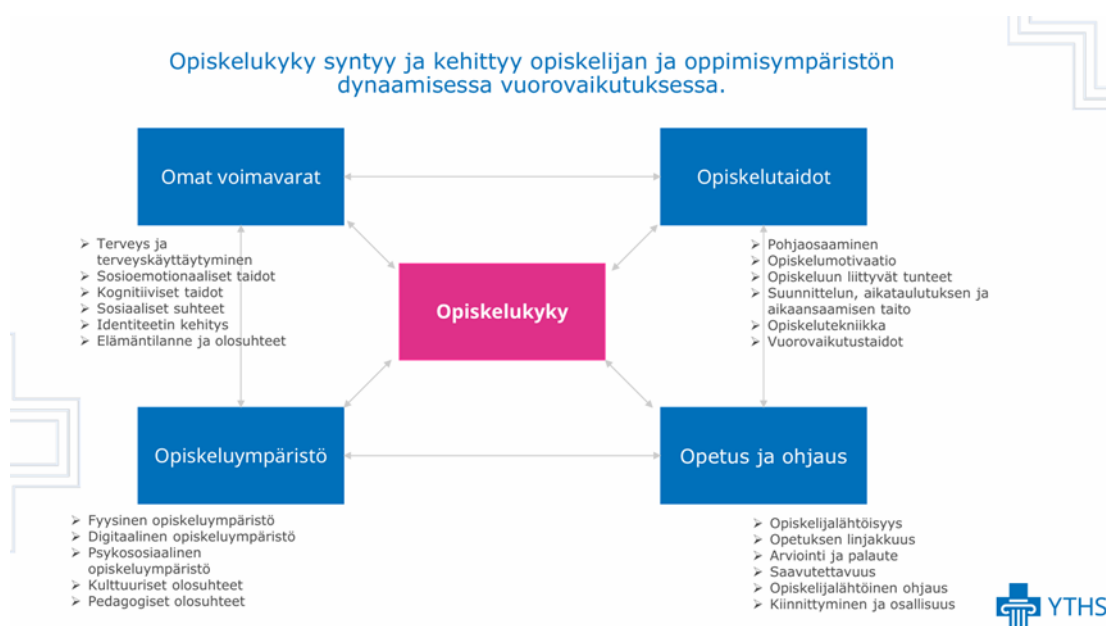 Opiskelukyky syntyy ja kehittyy opiskelijan ja oppimisympäristön
dynaamisessa vuorovaikutuksessa.
Omat voimavarat
Opiskelutaidot
➢ Terveys ja
terveyskäyttäytyminen
➢ Sosioemotionaaliset taidot
➢ Kognitiiviset taidot
➢ Sosiaaliset suhteet
➢ Identiteetin kehitys
➢ Elämäntilanne ja olosuhteet
➢ Pohjaosaaminen
➢ Opiskelumotivaatio
➢ Opiskeluun liittyvät tunteet
➢ Suunnittelun, aikataulutuksen ja
aikaansaamisen taito
➢ Opiskelutekniikka
➢ Vuorovaikutustaidot
Opiskelukyky
Opiskeluympäristö
Opetus ja ohjaus
➢ Fyysinen opiskeluympäristö
➢ Digitaalinen opiskeluympäristö
➢ Psykososiaalinen
opiskeluympäristö
➢ Kulttuuriset olosuhteet
➢ Pedagogiset olosuhteet
➢ Opiskelijalähtöisyys
➢ Opetuksen linjakkuus
➢ Arviointi ja palaute
➢ Saavutettavuus
➢ Opiskelijalähtöinen ohjaus
➢ Kiinnittyminen ja osallisuus
YTHS